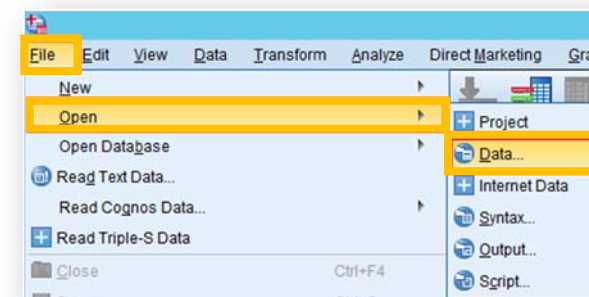 File Edit View Data Transform Analyze Direct Marketing Gra
New
Open
Project
Open Database
Data...
Read Text Data...
Internet Data
Read Cognos Data...
Syntax...
Read Triple-S Data
Output...
Close Ctrl+F4
Script...